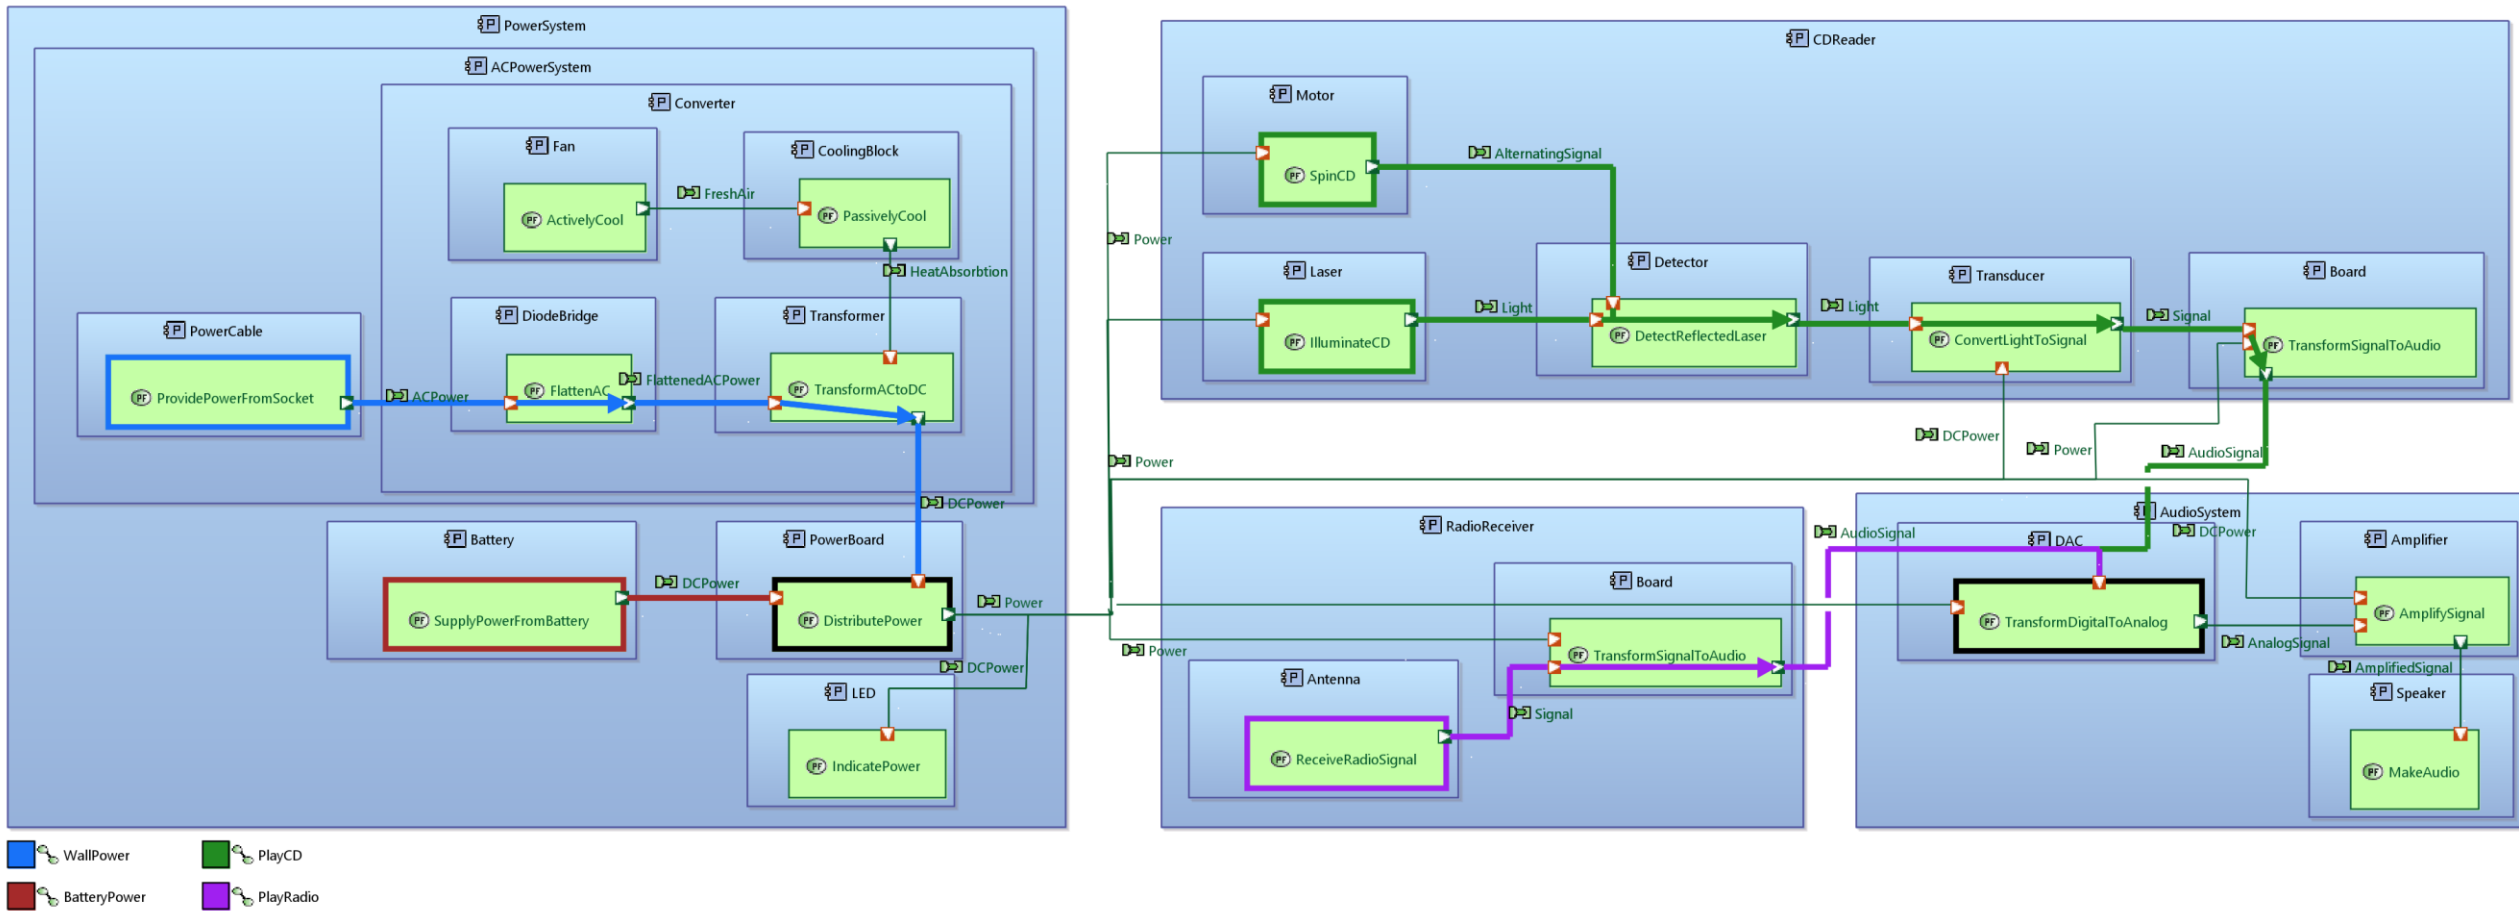 PowerSystem
ACPowerSystem
Converter
Fan
ActivelyCool
FreshAir
CoolingBlock
PassivelyCool
HeatAbsorbtion
PowerCable
ProvidePowerFromSocket
ACPower
DiodeBridge
FlattenAC
FlattenedACPower
Transformer
TransformACtoDC
DCPower
Battery
SupplyPowerFromBattery
DCPower
PowerBoard
DistributePower
Power
DCPower
LED
IndicatePower
CDReader
Motor
SpinCD
AlternatingSignal
Power
Laser
IlluminateCD
Light
Detector
DetectReflectedLaser
Light
Transducer
ConvertLightToSignal
Signal
Board
TransformSignalToAudio
DCPower
Power
AudioSignal
Power
RadioReceiver
Board
TransformSignalToAudio
Power
Antenna
ReceiveRadioSignal
Signal
AudioSignal
AudioSystem
DAC
DCPower
TransformDigitalToAnalog
AnalogSignal
Amplifier
AmplifySignal
AmplifiedSignal
Speaker
MakeAudio
WallPower
PlayCD
BatteryPower
PlayRadio